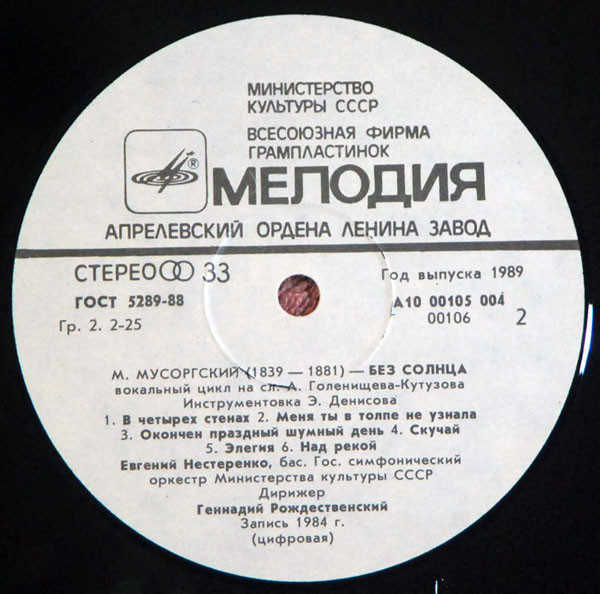 МИНИСТЕРСТВО
КУЛЬТУРЫ СССР
ВСЕСОЮЗНАЯ ФИРМА
ГРАМПЛАСТИНОК
®
МЕЛОДИЯ
АПРЕЛЕВСКИЙ ОРДЕНА ЛЕНИНА ЗАВОД
СТЕРЕО 33
Год выпуска 1989
ГОСТ 5289-88
А10 00105 004
Гр. 2. 2-25
00106
2
М. МУСОРГСКИЙ (1839 — 1881) — БЕЗ СОЛНЦА
вокальный цикл на сл. А. Голенищева-Кутузова
Инструментовка Э. Денисова
1. В четырех стенах 2. Меня ты в толпе не узнала
3. Окончен праздный шумный день 4. Скучай
5. Элегия 6. Над рекой
Евгений Нестеренко, бас. Гос. симфонический
оркестр Министерства культуры СССР
Дирижер
Геннадий Рождественский
Запись 1984 г.
(цифровая)